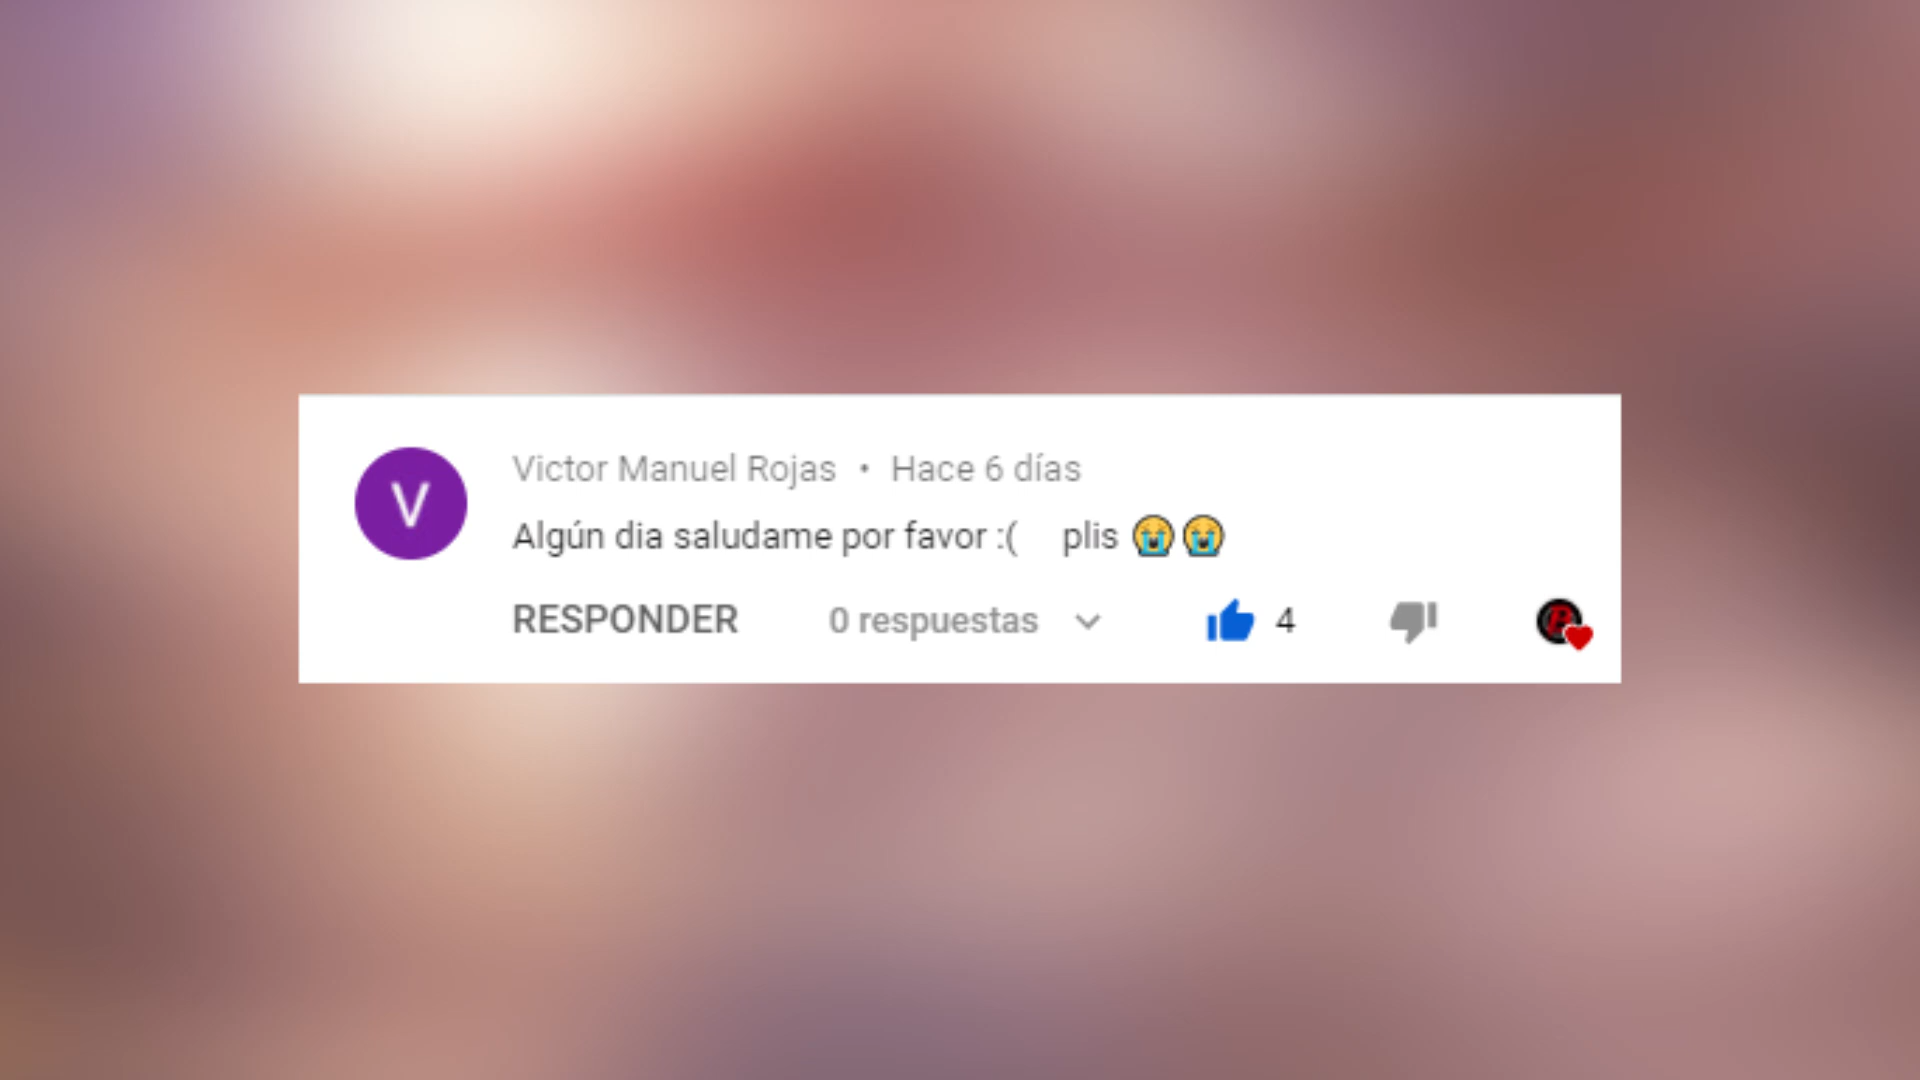 V
Victor Manuel Rojas • Hace 6 días
Algún dia saludame por favor :( plis 😭😭
RESPONDER 0 respuestas 4